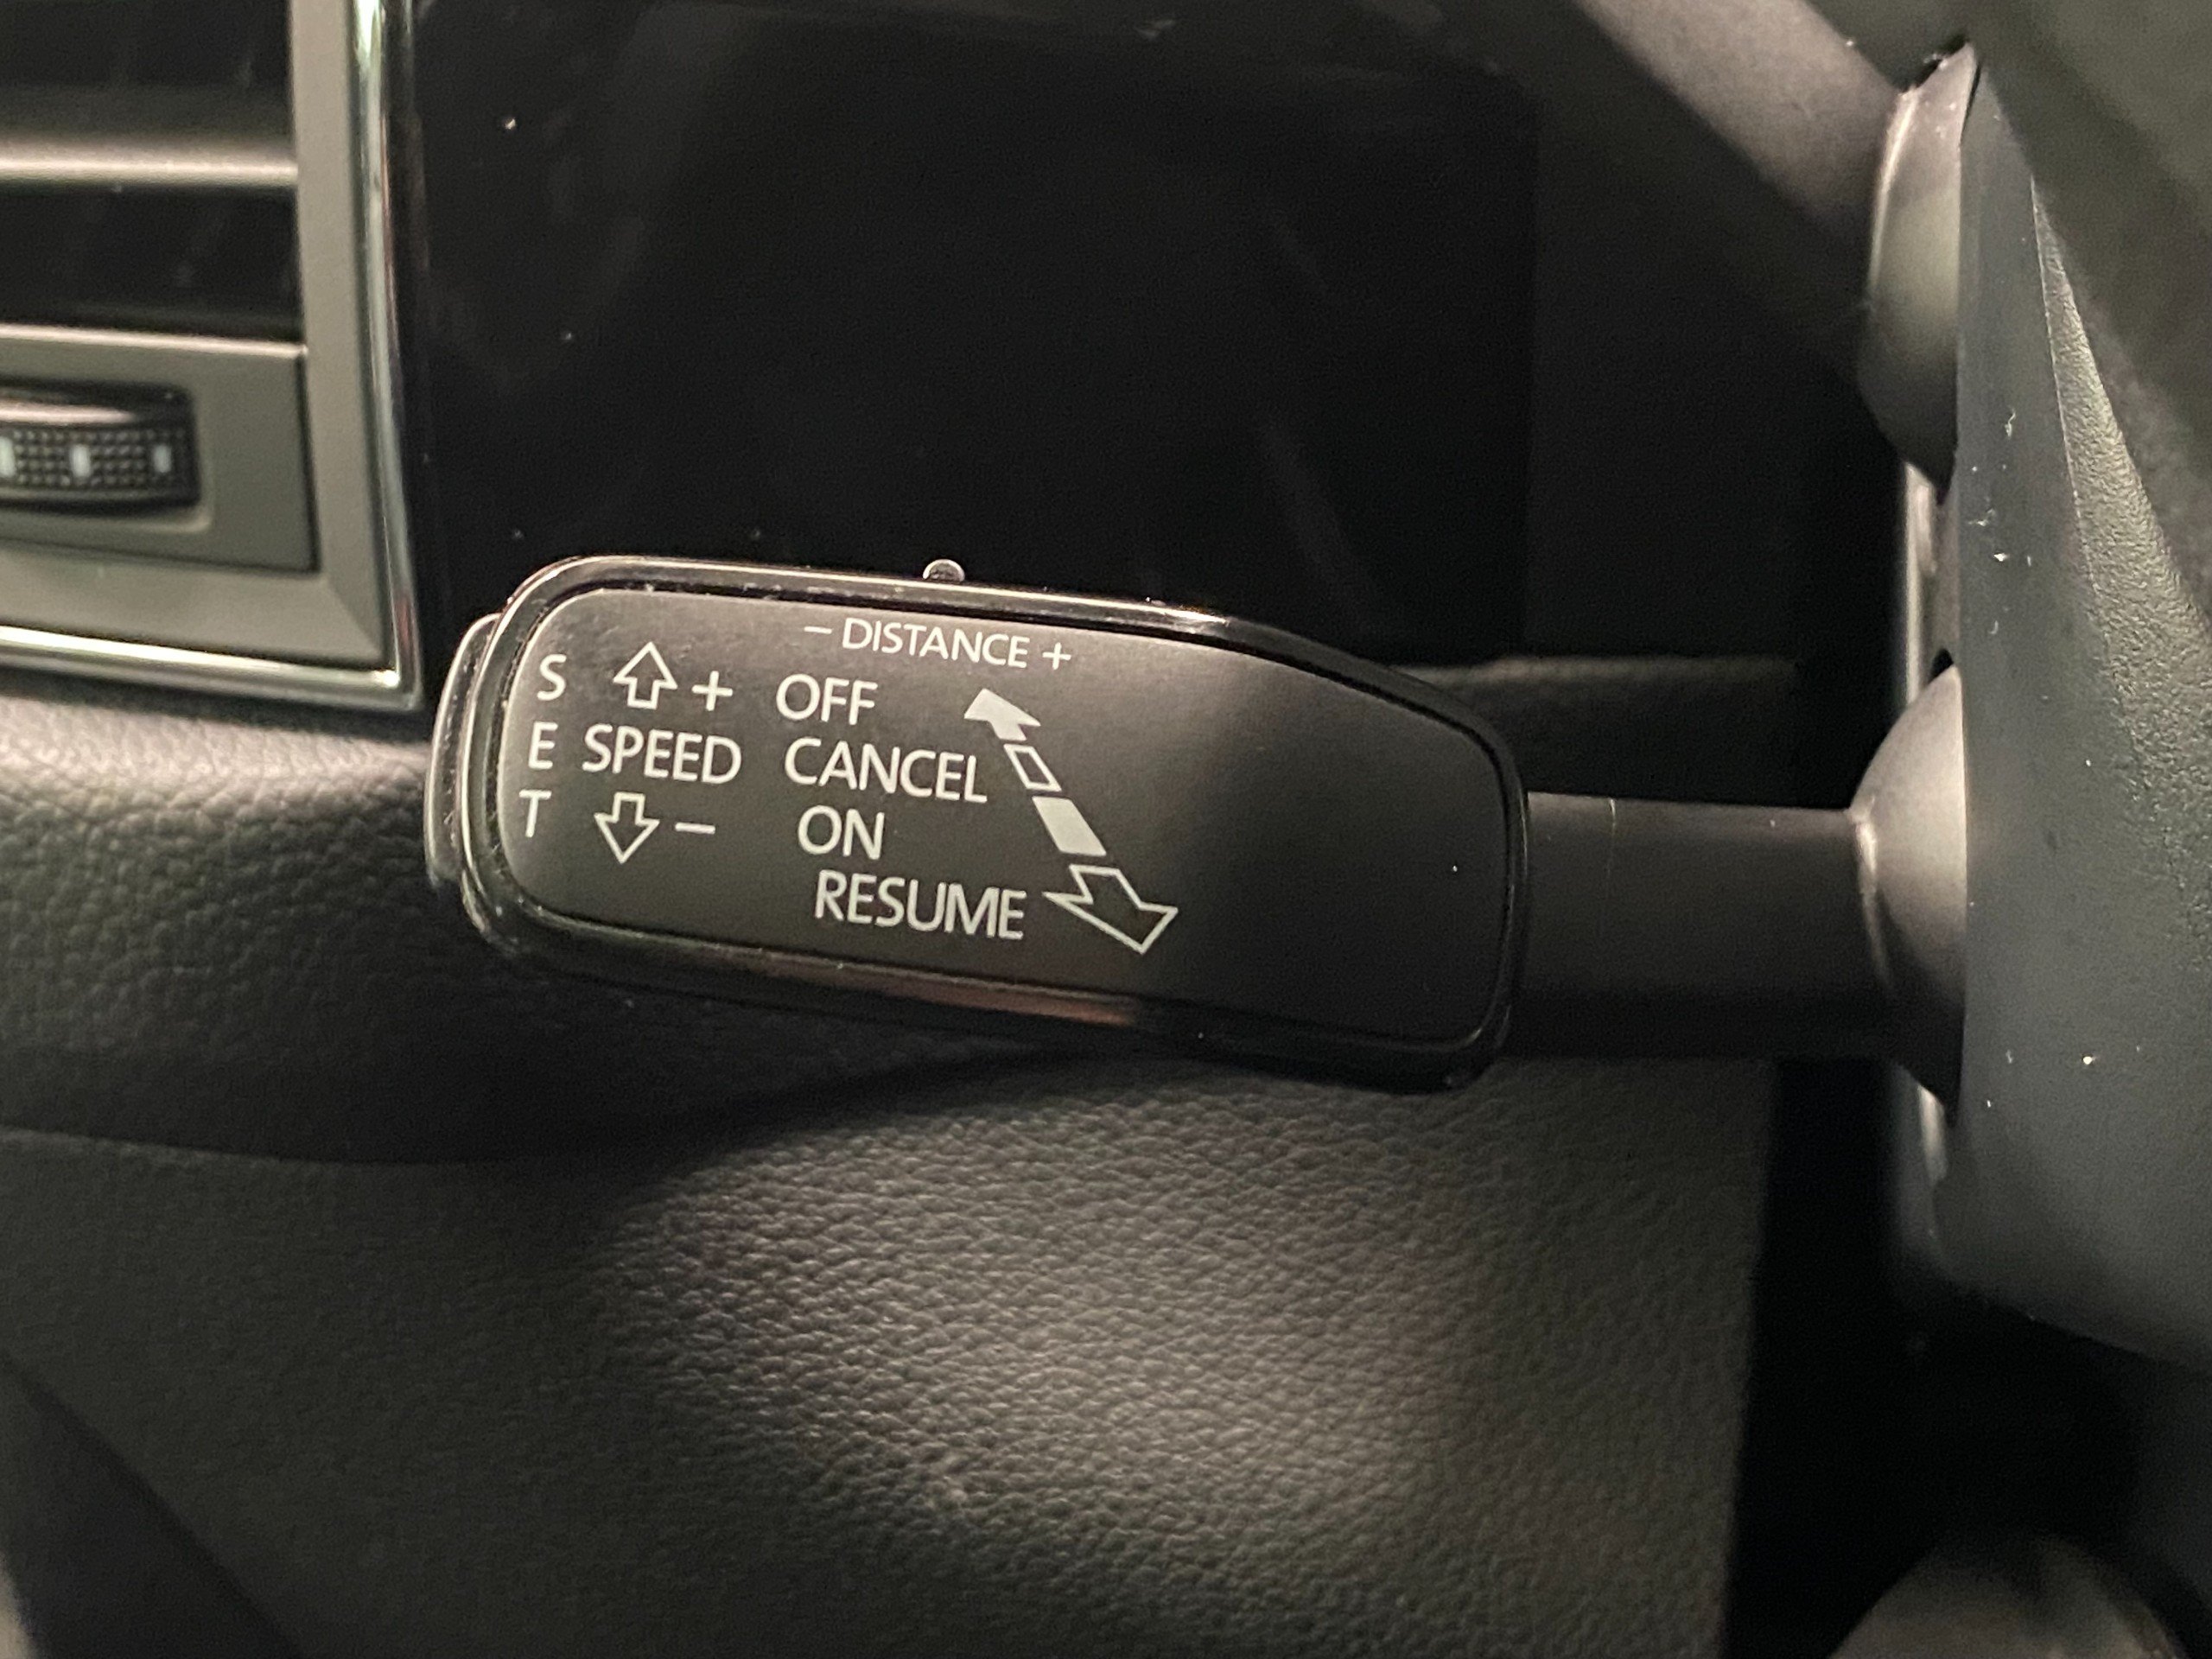 − DISTANCE +
S + OFF
E SPEED CANCEL
T − ON
RESUME